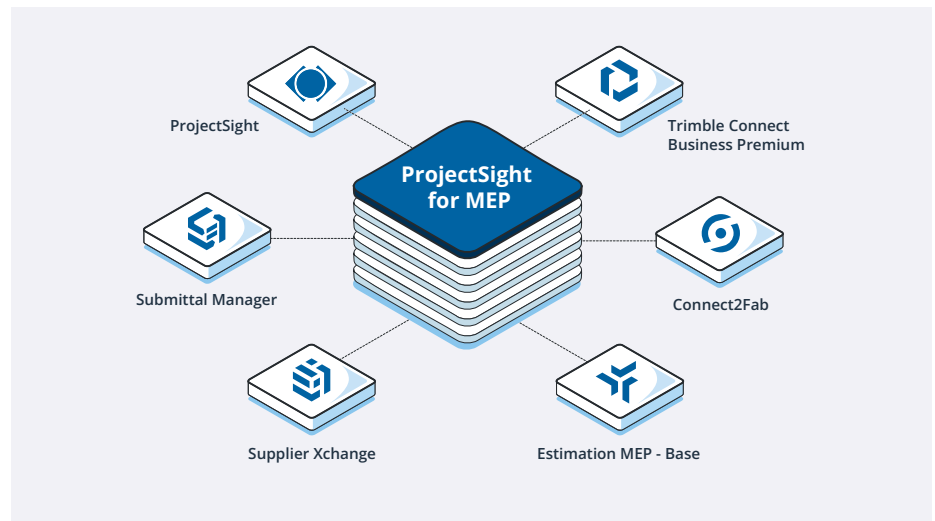 ProjectSight
Trimble Connect
Business Premium
ProjectSight
for MEP
Submittal Manager
Connect2Fab
Supplier Xchange
Estimation MEP - Base